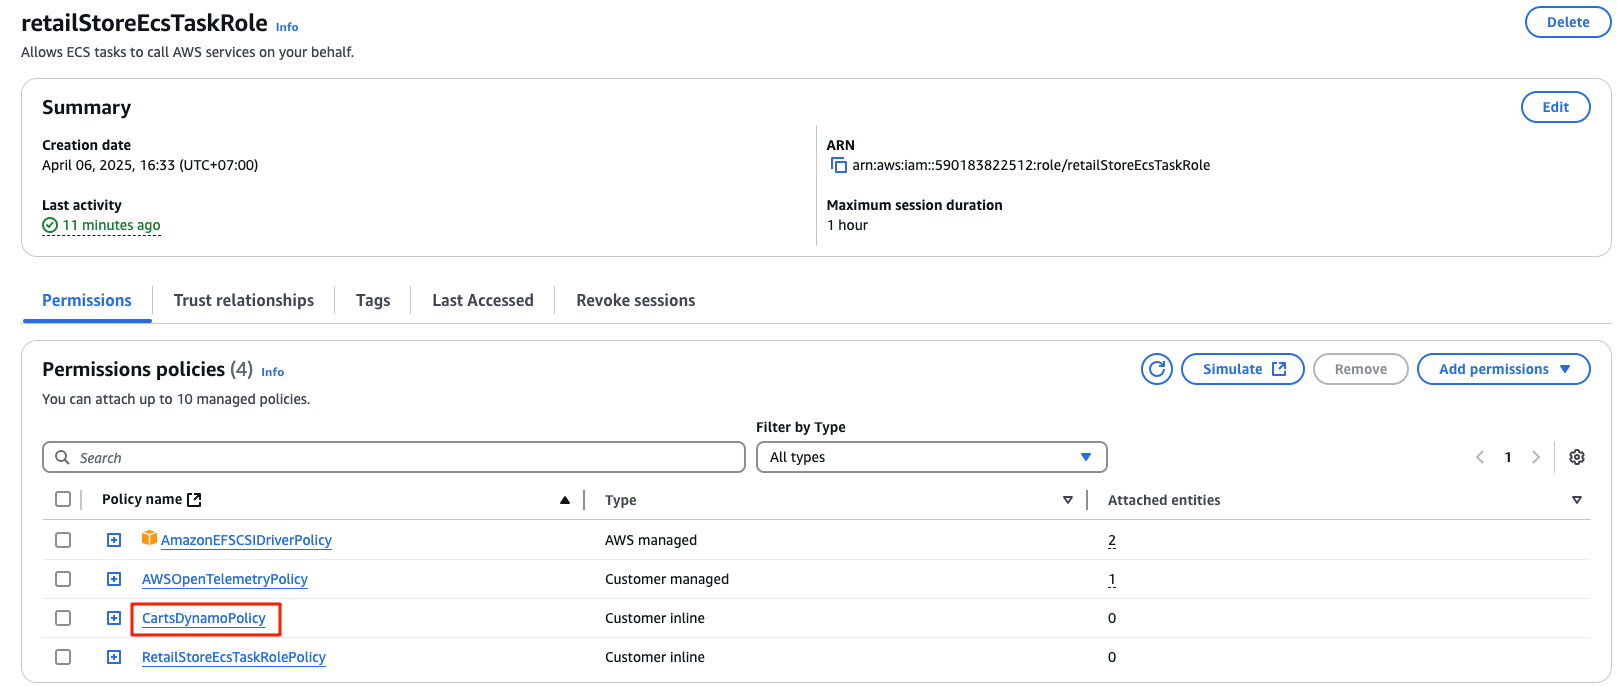 retailStoreEcsTaskRole Info
Delete
Allows ECS tasks to call AWS services on your behalf.
Summary
Edit
Creation date
April 06, 2025, 16:33 (UTC+07:00)
ARN
arn:aws:iam::590183822512:role/retailStoreEcsTaskRole
Last activity
11 minutes ago
Maximum session duration
1 hour
Permissions Trust relationships Tags Last Accessed Revoke sessions
Permissions policies (4) Info
Simulate Remove Add permissions
You can attach up to 10 managed policies.
Filter by Type
Search All types 1
Policy name Type Attached entities
AmazonEFSCSIDriverPolicy AWS managed 2
AWSOpenTelemetryPolicy Customer managed 1
CartsDynamoPolicy Customer inline 0
RetailStoreEcsTaskRolePolicy Customer inline 0